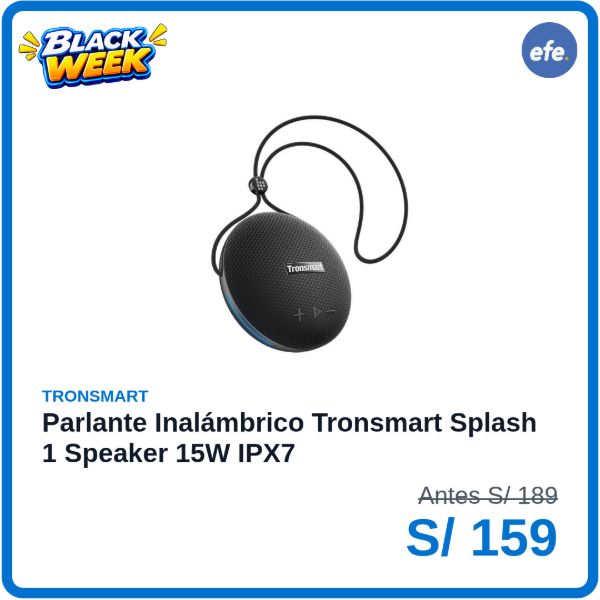 BLACK
WEEK
efe.
Tronsmart
TRONSMART
Parlante Inalámbrico Tronsmart Splash
1 Speaker 15W IPX7
Antes S/ 189
S/ 159